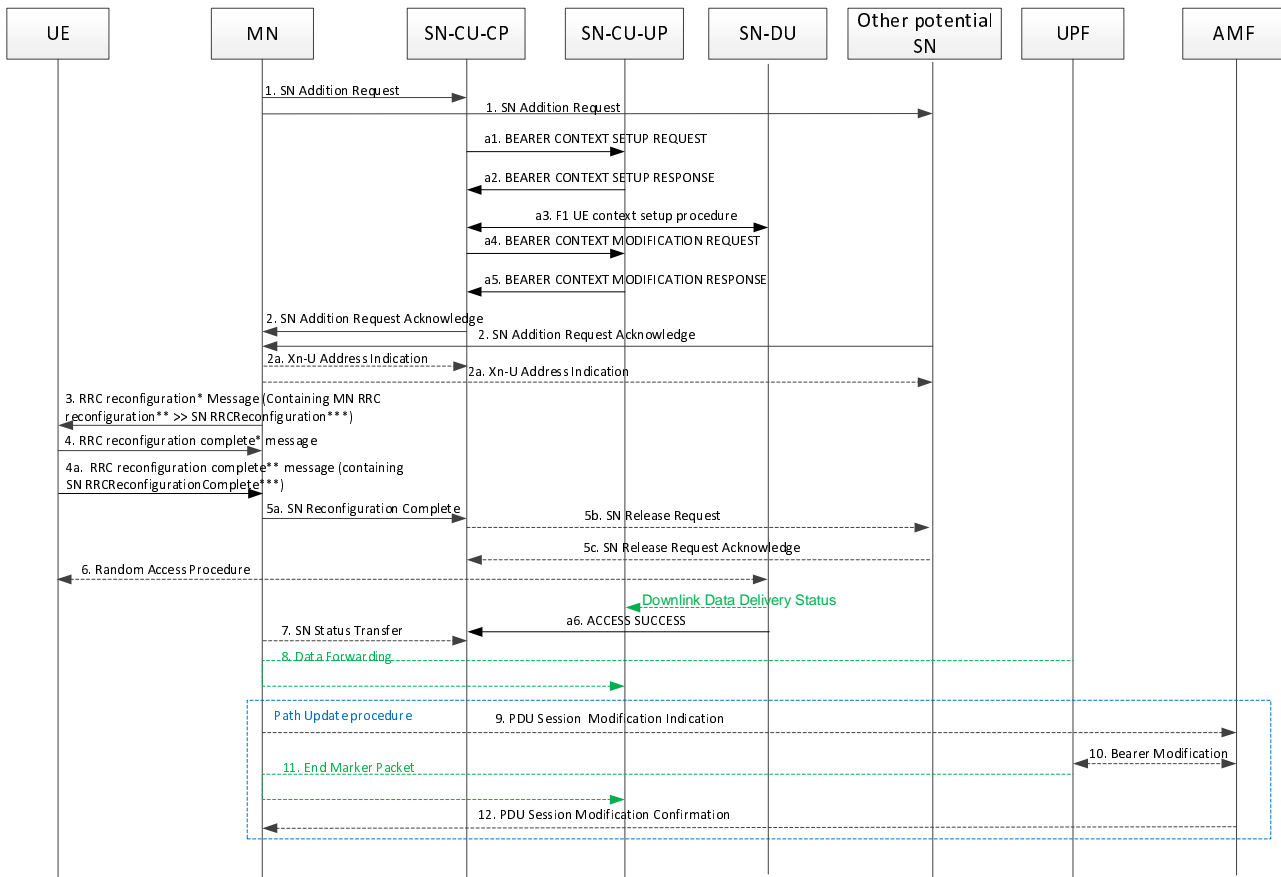 UE
MN
SN-CU-CP
SN-CU-UP
SN-DU
Other potential
SN
UPF
AMF
1. SN Addition Request
1. SN Addition Request
a1. BEARER CONTEXT SETUP REQUEST
a2. BEARER CONTEXT SETUP RESPONSE
a3. F1 UE context setup procedure
a4. BEARER CONTEXT MODIFICATION REQUEST
a5. BEARER CONTEXT MODIFICATION RESPONSE
2. SN Addition Request Acknowledge
2. SN Addition Request Acknowledge
2a. Xn-U Address Indication
2a. Xn-U Address Indication
3. RRC reconfiguration* Message (Containing MN RRC
reconfiguration** >> SN RRCReconfiguration***)
4. RRC reconfiguration complete* message
4a. RRC reconfiguration complete** message (containing
SN RRCReconfigurationComplete***)
5a. SN Reconfiguration Complete
5b. SN Release Request
5c. SN Release Request Acknowledge
6. Random Access Procedure
Downlink Data Delivery Status
a6. ACCESS SUCCESS
7. SN Status Transfer
8. Data Forwarding
Path Update procedure
9. PDU Session Modification Indication
10. Bearer Modification
11. End Marker Packet
12. PDU Session Modification Confirmation